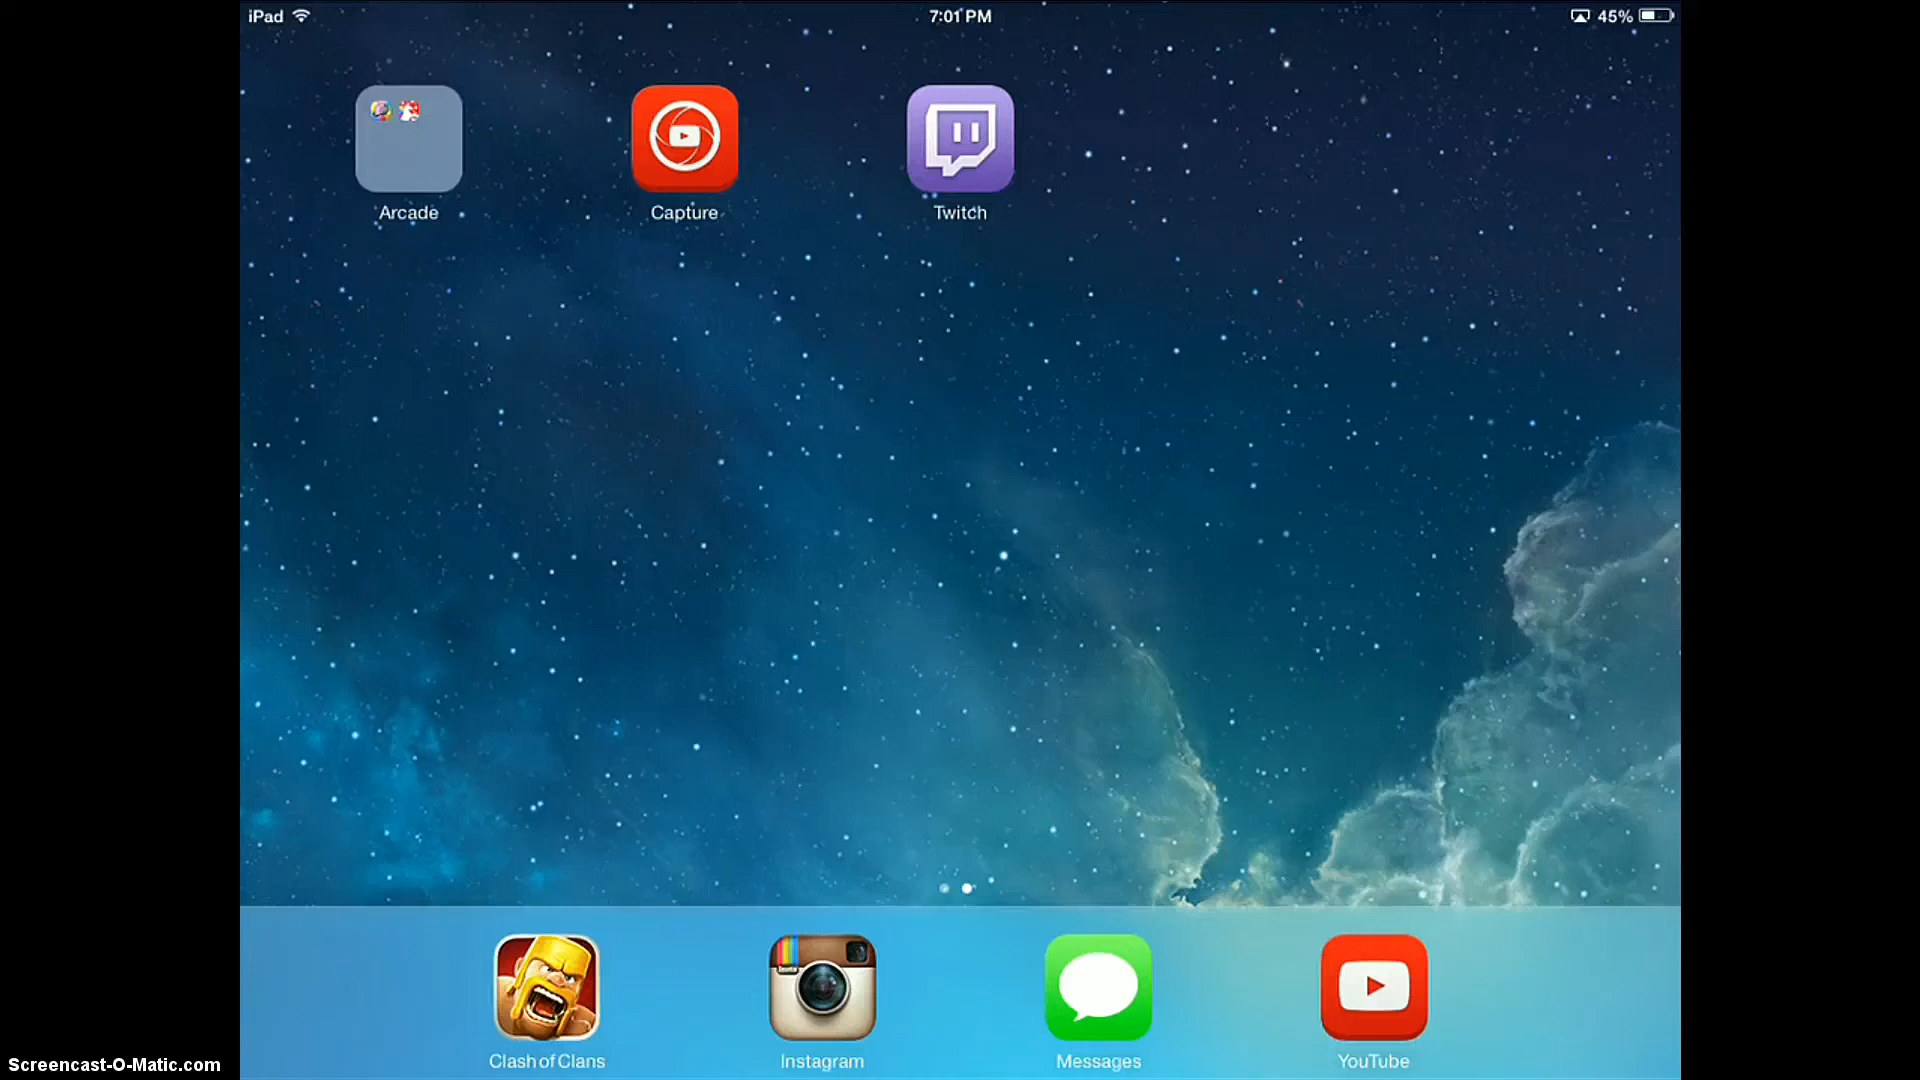 iPad 7:01 PM 45%
Arcade Capture Twitch
Clash of Clans Instagram Messages YouTube
Screencast-O-Matic.com